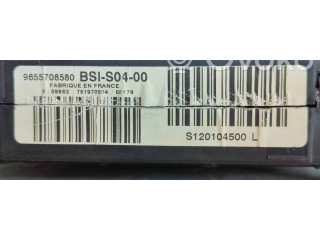 9655708580 BSI-S04-00
FABRIQUE EN FRANCE
S120104500 L